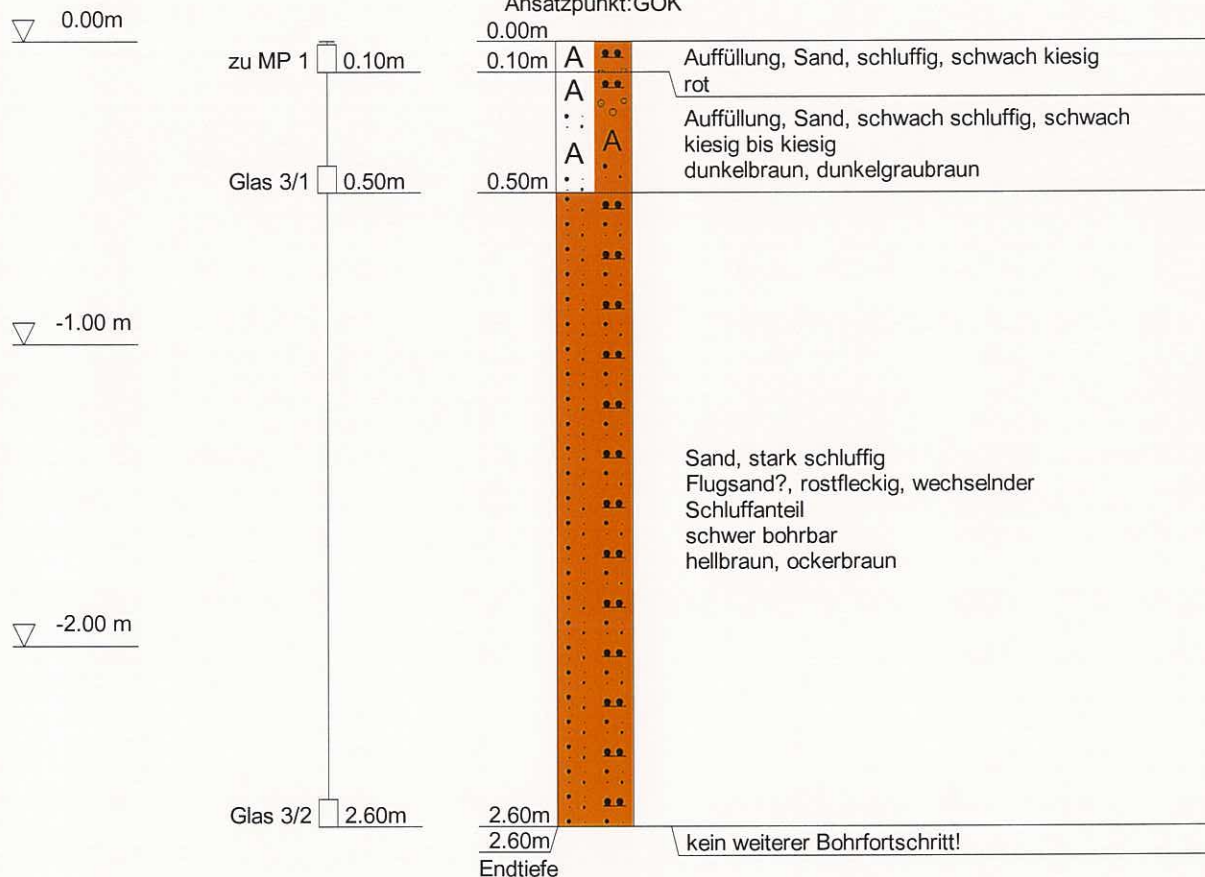 Ansatzpunkt:GOK
0.00m
0.00m
zu MP 1 0.10m
0.10m
A
Auffüllung, Sand, schluffig, schwach kiesig
rot
A
Auffüllung, Sand, schwach schluffig, schwach
kiesig bis kiesig
dunkelbraun, dunkelgraubraun
A
A
Glas 3/1 0.50m
0.50m
-1.00 m
Sand, stark schluffig
Flugsand?, rostfleckig, wechselnder
Schluffanteil
schwer bohrbar
hellbraun, ockerbraun
-2.00 m
Glas 3/2 2.60m
2.60m
2.60m
Endtiefe
kein weiterer Bohrfortschritt!